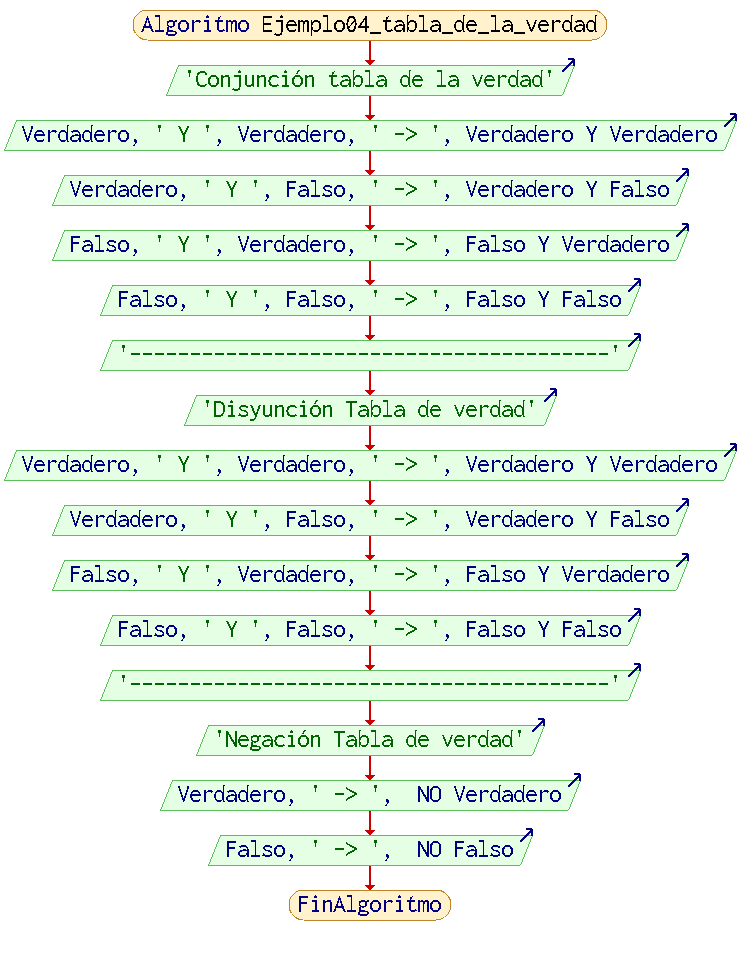 Algoritmo Ejemplo04_tabla_de_la_verdad
'Conjunción tabla de la verdad'
Verdadero, ' Y ', Verdadero, ' -> ', Verdadero Y Verdadero
Verdadero, ' Y ', Falso, ' -> ', Verdadero Y Falso
Falso, ' Y ', Verdadero, ' -> ', Falso Y Verdadero
Falso, ' Y ', Falso, ' -> ', Falso Y Falso
'----------------------------------------'
'Disyunción Tabla de verdad'
Verdadero, ' Y ', Verdadero, ' -> ', Verdadero Y Verdadero
Verdadero, ' Y ', Falso, ' -> ', Verdadero Y Falso
Falso, ' Y ', Verdadero, ' -> ', Falso Y Verdadero
Falso, ' Y ', Falso, ' -> ', Falso Y Falso
'----------------------------------------'
'Negación Tabla de verdad'
Verdadero, ' -> ',  NO Verdadero
Falso, ' -> ',  NO Falso
FinAlgoritmo